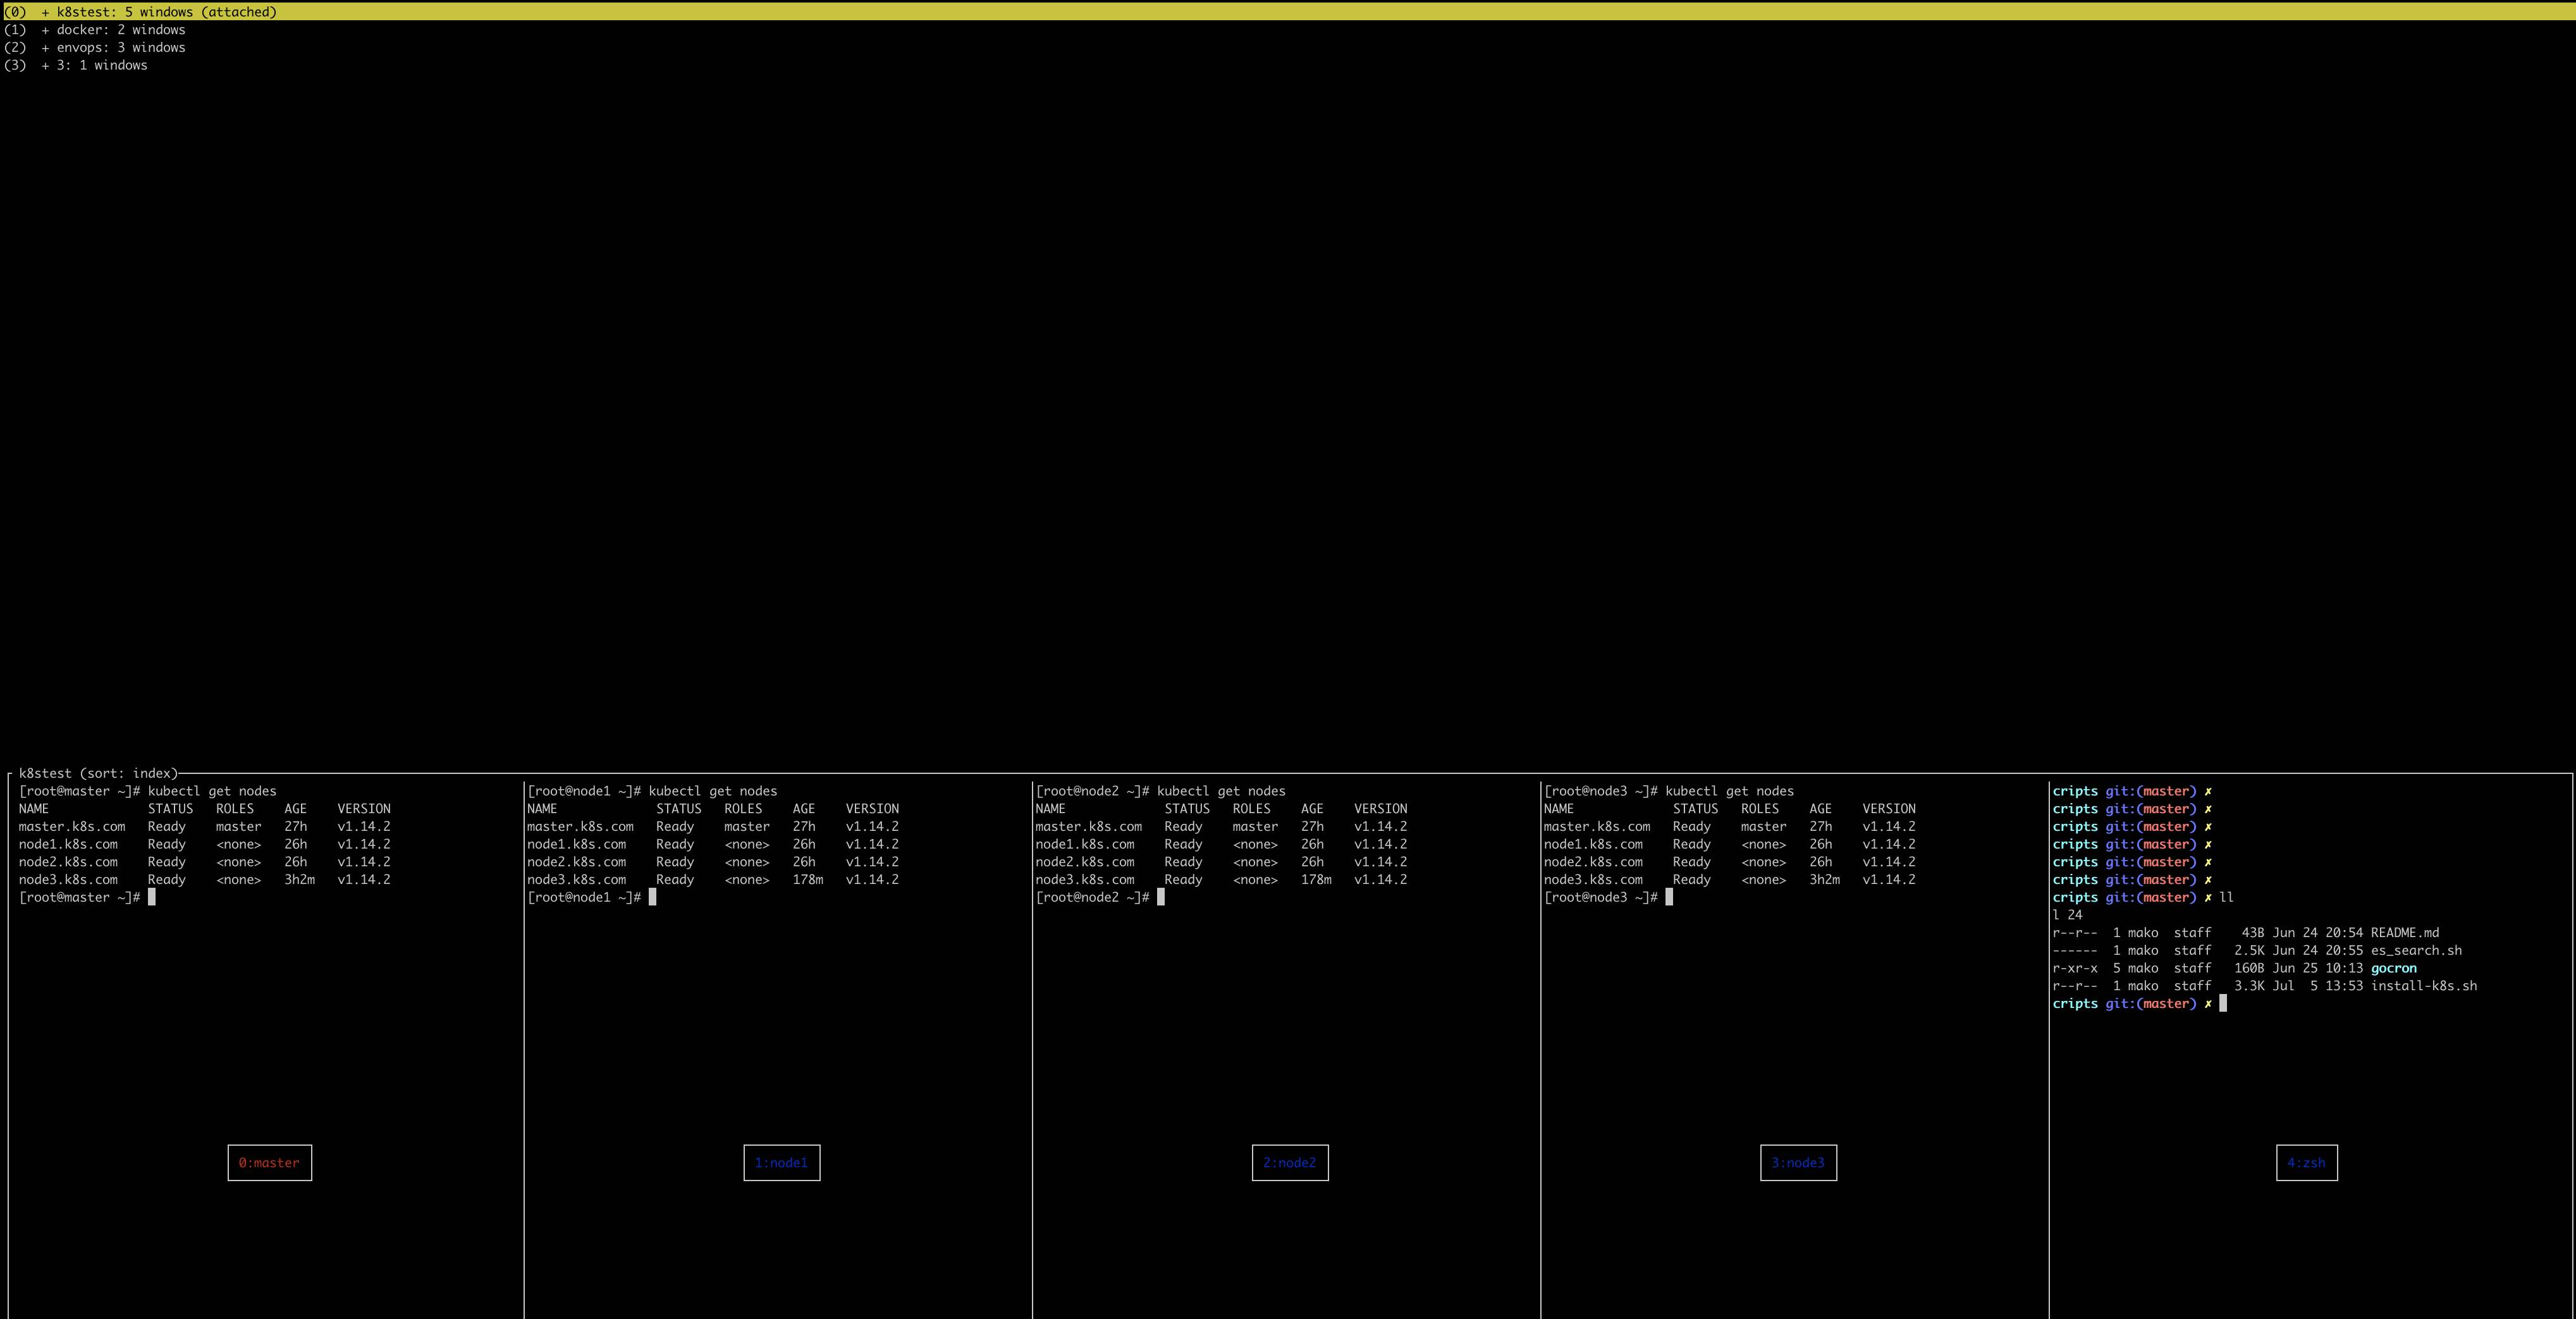 (0)  + k8stest: 5 windows (attached)
(1)  + docker: 2 windows
(2)  + envops: 3 windows
(3)  + 3: 1 windows
k8stest (sort: index)
[root@master ~]# kubectl get nodes
NAME             STATUS   ROLES    AGE    VERSION
master.k8s.com   Ready    master   27h    v1.14.2
node1.k8s.com    Ready    <none>   26h    v1.14.2
node2.k8s.com    Ready    <none>   26h    v1.14.2
node3.k8s.com    Ready    <none>   3h2m   v1.14.2
[root@master ~]#
0:master
[root@node1 ~]# kubectl get nodes
NAME             STATUS   ROLES    AGE    VERSION
master.k8s.com   Ready    master   27h    v1.14.2
node1.k8s.com    Ready    <none>   26h    v1.14.2
node2.k8s.com    Ready    <none>   26h    v1.14.2
node3.k8s.com    Ready    <none>   178m   v1.14.2
[root@node1 ~]#
1:node1
[root@node2 ~]# kubectl get nodes
NAME             STATUS   ROLES    AGE    VERSION
master.k8s.com   Ready    master   27h    v1.14.2
node1.k8s.com    Ready    <none>   26h    v1.14.2
node2.k8s.com    Ready    <none>   26h    v1.14.2
node3.k8s.com    Ready    <none>   178m   v1.14.2
[root@node2 ~]#
2:node2
[root@node3 ~]# kubectl get nodes
NAME             STATUS   ROLES    AGE    VERSION
master.k8s.com   Ready    master   27h    v1.14.2
node1.k8s.com    Ready    <none>   26h    v1.14.2
node2.k8s.com    Ready    <none>   26h    v1.14.2
node3.k8s.com    Ready    <none>   3h2m   v1.14.2
[root@node3 ~]#
3:node3
cripts git:(master) ✗
cripts git:(master) ✗
cripts git:(master) ✗
cripts git:(master) ✗
cripts git:(master) ✗
cripts git:(master) ✗
cripts git:(master) ✗ ll
l 24
r--r--  1 mako  staff    43B Jun 24 20:54 README.md
------  1 mako  staff   2.5K Jun 24 20:55 es_search.sh
r-xr-x  5 mako  staff   160B Jun 25 10:13 gocron
r--r--  1 mako  staff   3.3K Jul  5 13:53 install-k8s.sh
cripts git:(master) ✗
4:zsh